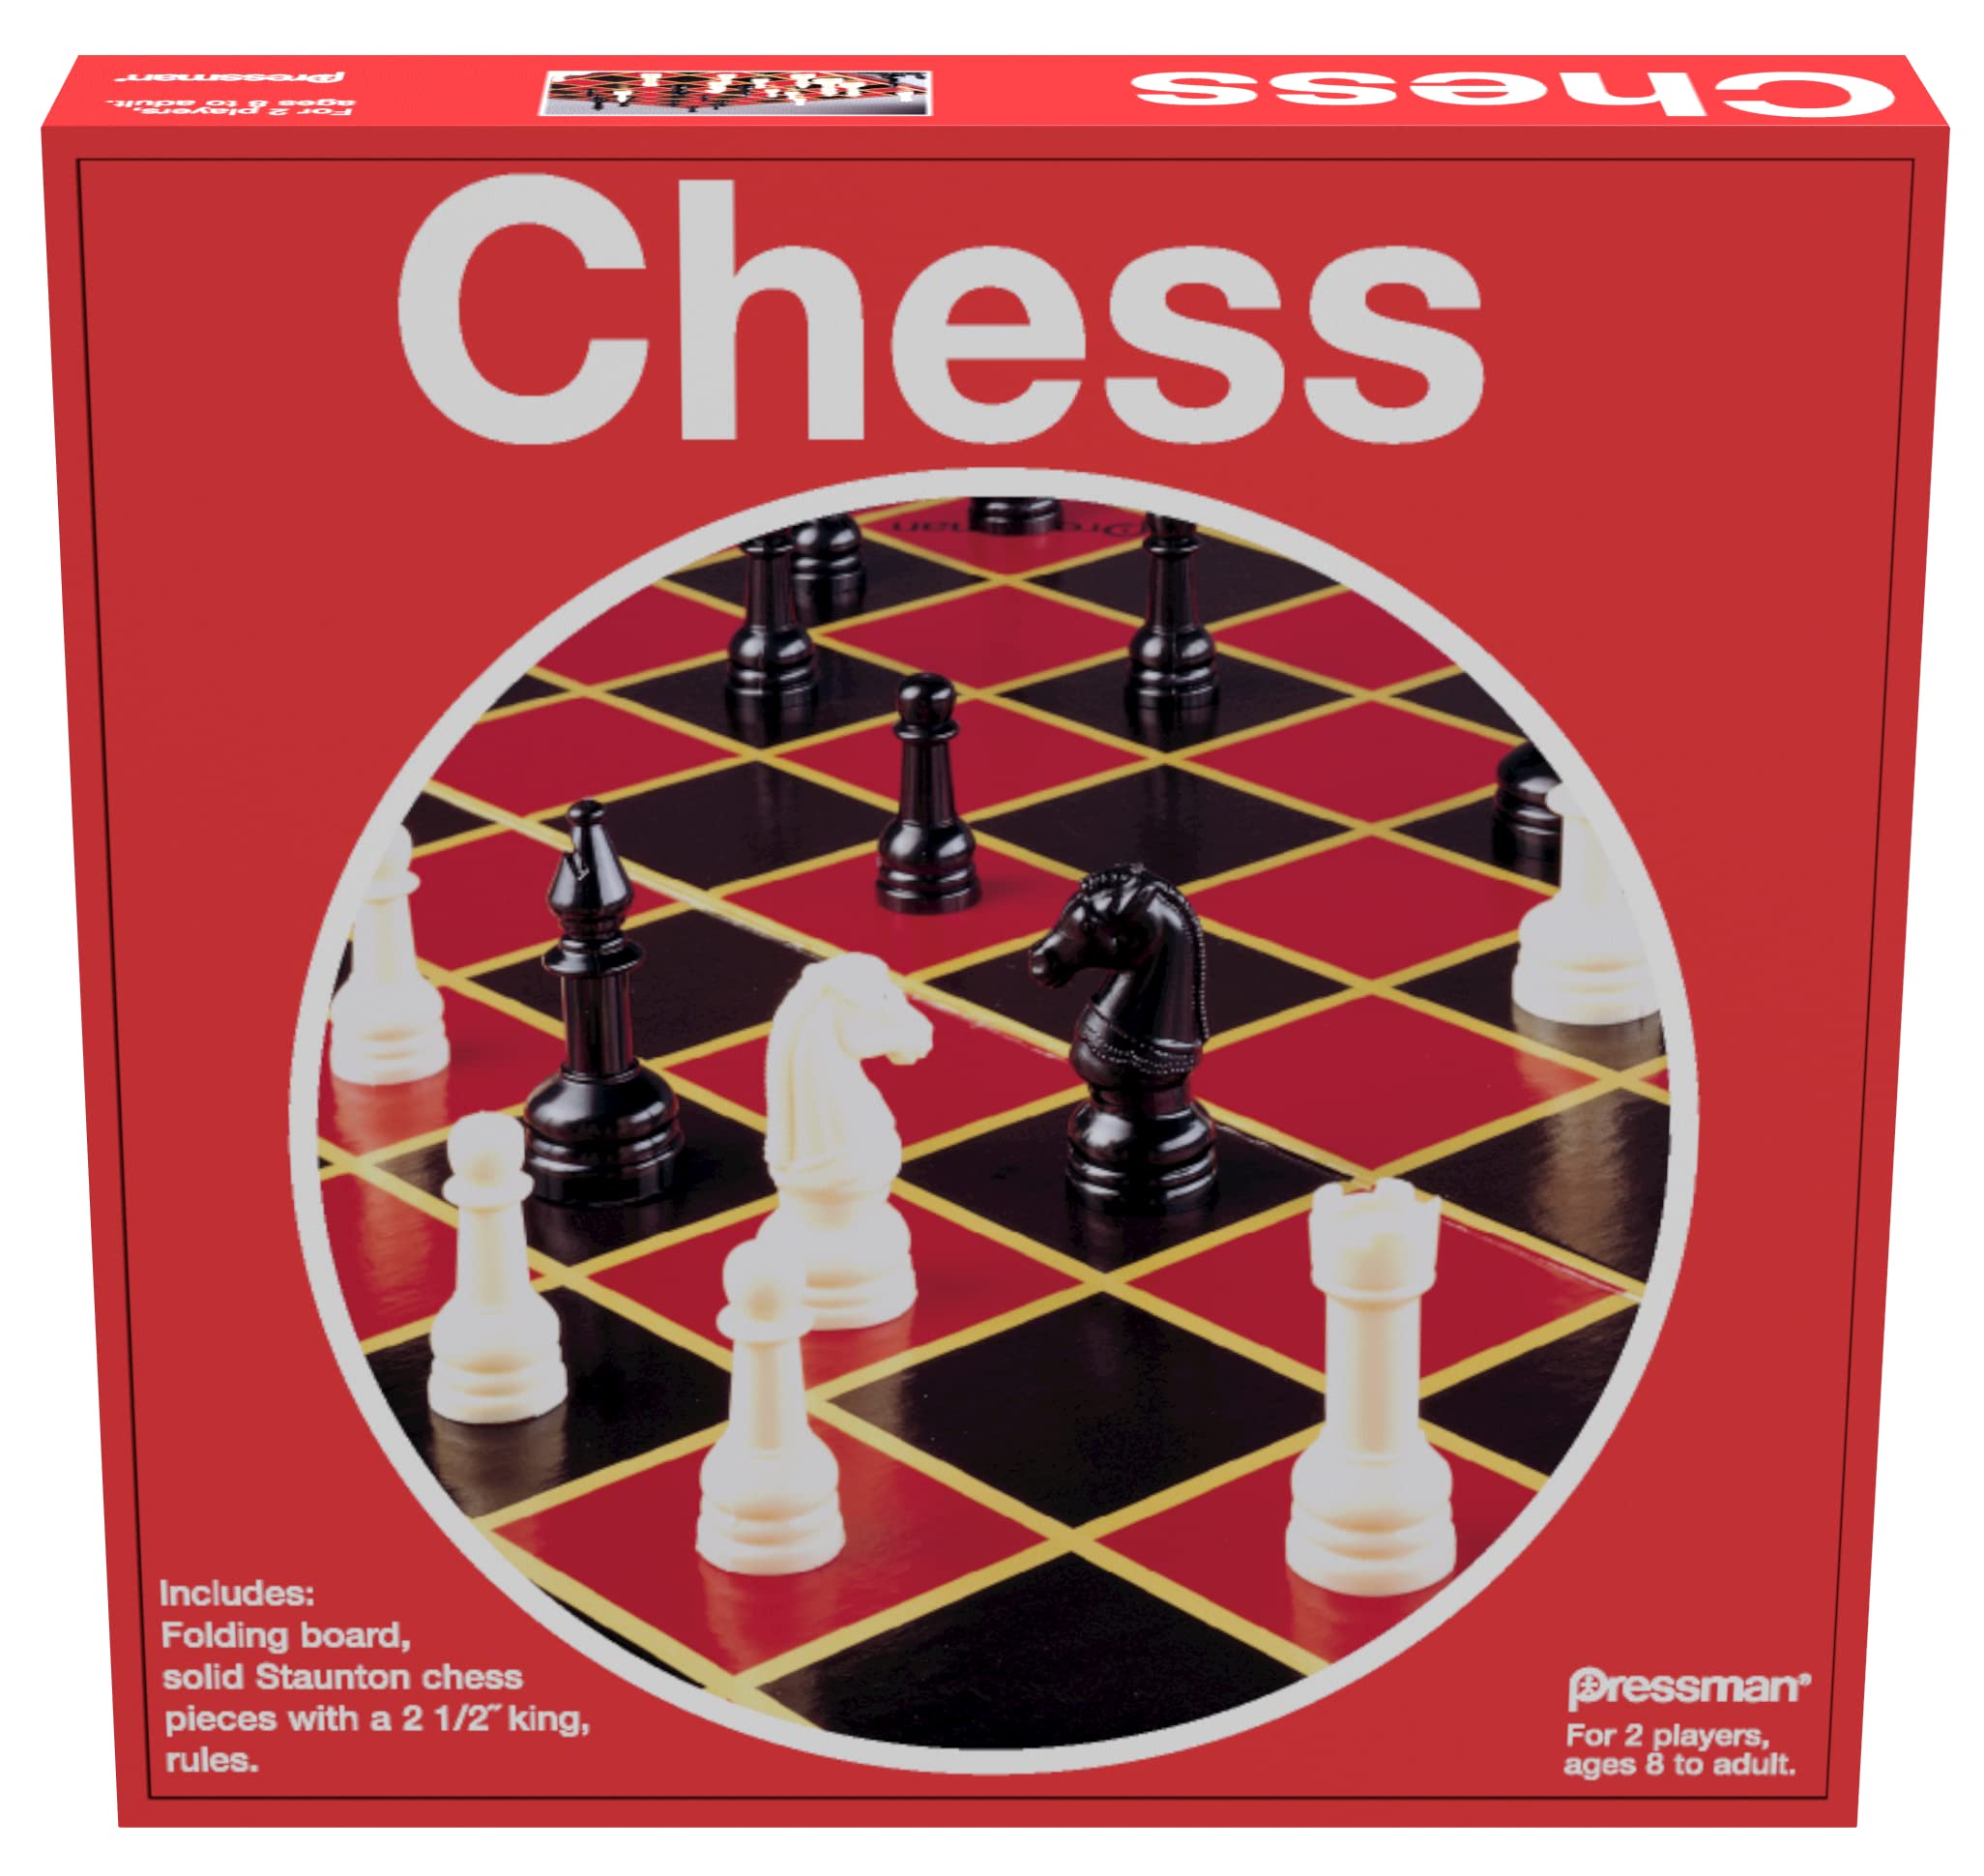 Chess
For 2 players,
ages 8 to adult.
Pressman®
Chess
Includes:
Folding board,
solid Staunton chess
pieces with a 2 1/2″ king,
rules.
Pressman®
For 2 players,
ages 8 to adult.